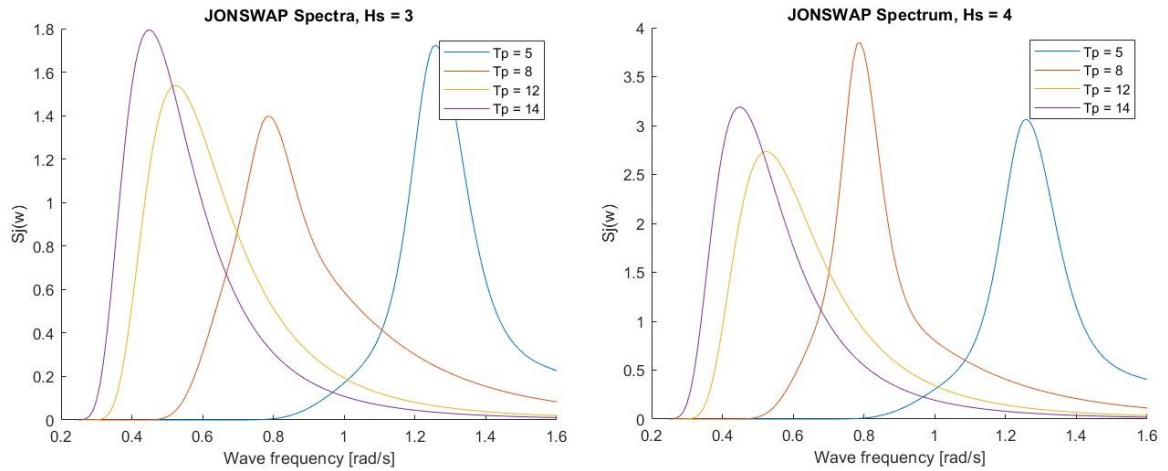 JONSWAP Spectra, Hs = 3
1.8
1.6
1.4
1.2
1
0.8
0.6
0.4
0.2
0
Sj(w)
Tp = 5
Tp = 8
Tp = 12
Tp = 14
0.2 0.4 0.6 0.8 1 1.2 1.4 1.6
Wave frequency [rad/s]
JONSWAP Spectrum, Hs = 4
4
3.5
3
2.5
2
1.5
1
0.5
0
Sj(w)
Tp = 5
Tp = 8
Tp = 12
Tp = 14
0.2 0.4 0.6 0.8 1 1.2 1.4 1.6
Wave frequency [rad/s]